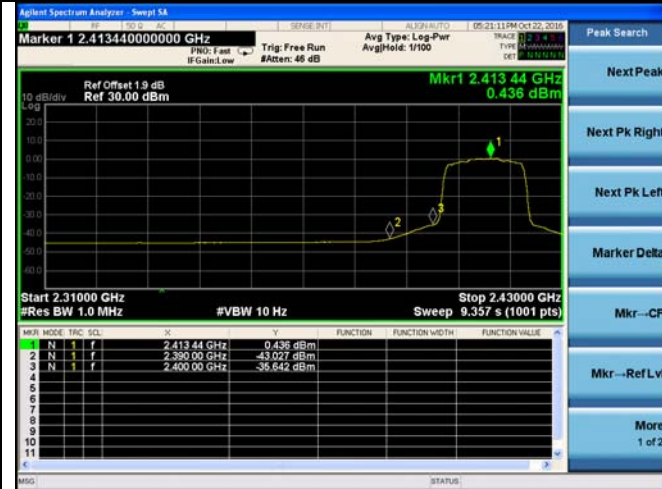 Agilent Spectrum Analyzer - Swept SA
RF 50 Ω AC SENSE:INT ALIGN AUTO 05:21:11 PM Oct 22, 2016
Marker 1 2.413440000000 GHz
PNO: Fast
IFGain:Low
Trig: Free Run
#Atten: 46 dB
Avg Type: Log-Pwr
Avg|Hold: 1/100
TRACE 1 2 3 4 5 6
TYPE
DET P N N N N N
Peak Search
Next Peak
Next Pk Right
Next Pk Left
Marker Delta
Mkr→CF
Mkr→Ref Lvl
More
1 of 2
Mkr1 2.413 44 GHz
0.436 dBm
Ref Offset 1.9 dB
10 dB/div Ref 30.00 dBm
Log
20.0
10.0
0.00
-10.0
-20.0
-30.0
-40.0
-50.0
-60.0
1
2
3
Start 2.31000 GHz Stop 2.43000 GHz
#Res BW 1.0 MHz #VBW 10 Hz Sweep 9.357 s (1001 pts)
MKR MODE TRC SCL X Y FUNCTION FUNCTION WIDTH FUNCTION VALUE
1 N 1 f 2.413 44 GHz 0.436 dBm
2 N 1 f 2.390 00 GHz -43.027 dBm
3 N 1 f 2.400 00 GHz -35.642 dBm
4
5
6
7
8
9
10
11
MSG STATUS